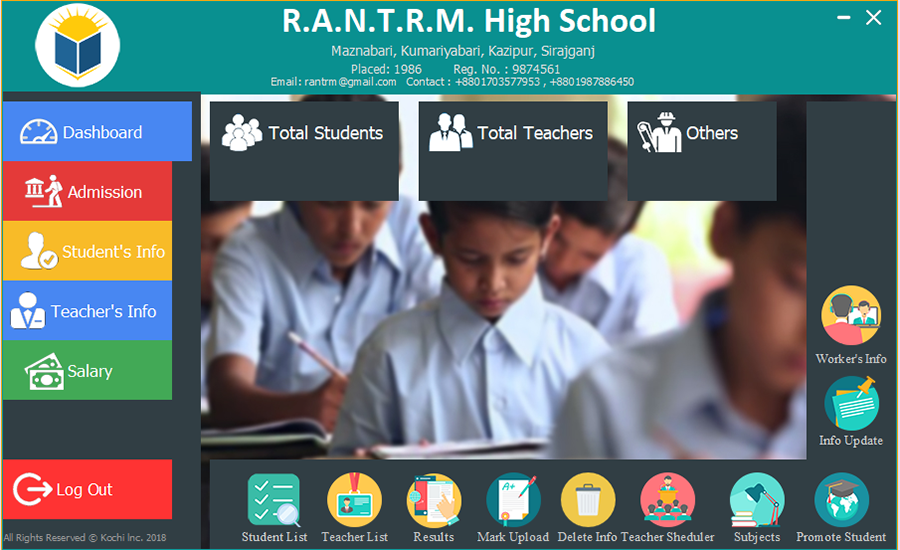 R.A.N.T.R.M. High School
Maznabari, Kumariyabari, Kazipur, Sirajganj
Placed: 1986 Reg. No. : 9874561
Email: rantrm@gmail.com Contact : +8801703577953 , +8801987886450
Dashboard
Admission
Student's Info
Teacher's Info
Salary
Log Out
All Rights Reserved © Kochi Inc. 2018
Total Students
Total Teachers
Others
Worker's Info
Info Update
A+
Student List
Teacher List
Results
Mark Upload
Delete Info
Teacher Sheduler
Subjects
Promote Student